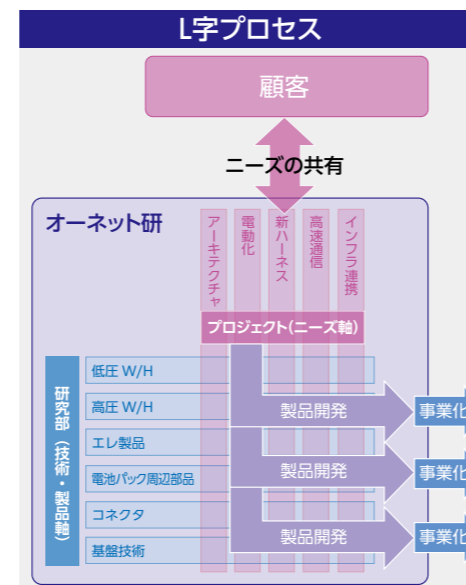 L字プロセス
顧客
ニーズの共有
オーネット研
アーキテクチャ
電動化
新ハーネス
高速通信
インフラ連携
プロジェクト(ニーズ軸)
研究部（技術・製品軸）
低圧 W/H
高圧 W/H
エレ製品
電池パック周辺部品
コネクタ
基盤技術
製品開発
事業化
製品開発
事業化
製品開発
事業化